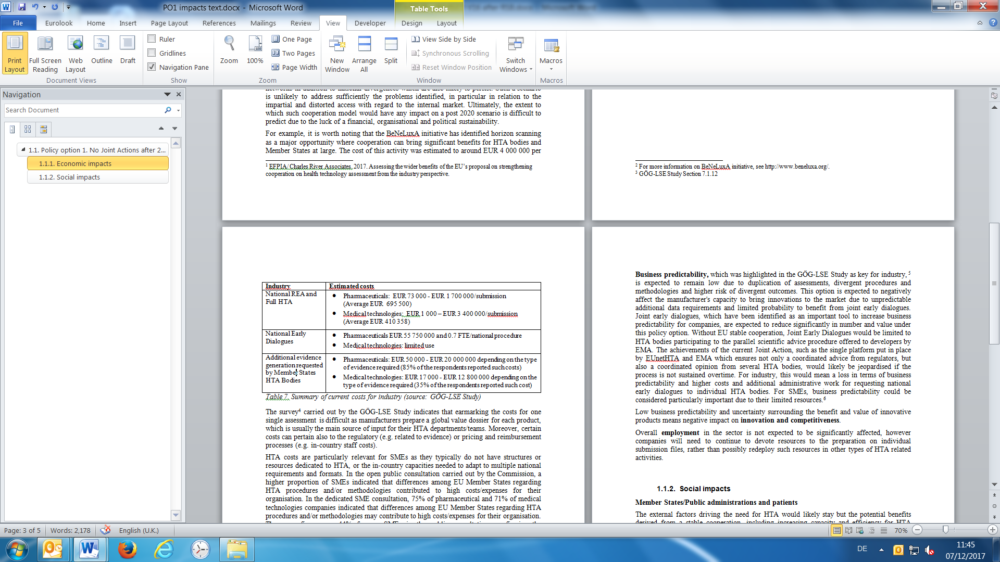 PO1 impacts text.docx - Microsoft Word
Table Tools
File
Eurolook
Home
Insert
Page Layout
References
Mailings
Review
View
Developer
Design
Layout
Print Layout
Full Screen Reading
Web Layout
Outline
Draft
Document Views
Ruler
Gridlines
Navigation Pane
Show
Zoom
100%
One Page
Two Pages
Page Width
Zoom
New Window
Arrange All
Split
View Side by Side
Synchronous Scrolling
Reset Window Position
Window
Switch Windows
Macros
Macros
Navigation
Search Document
1.1. Policy option 1. No Joint Actions after 2...
1.1.1. Economic impacts
1.1.2. Social impacts
is unlikely to address sufficiently the problems identified, in particular in relation to the
impartial and distorted access with regard to the internal market. Ultimately, the extent to
which such cooperation model would have any impact on a post 2020 scenario is difficult to
predict due to the luck of a financial, organisational and political sustainability.
For example, it is worth noting that the BeNeLuxA initiative has identified horizon scanning
as a major opportunity where cooperation can bring significant benefits for HTA bodies and
Member States at large. The cost of this activity was estimated to around EUR 4 000 000 per
1 EFPIA/ Charles River Associates, 2017. Assessing the wider benefits of the EU's proposal on strengthening
cooperation on health technology assessment from the industry perspective.
2 For more information on BeNeLuxA initiative, see http://www.beneluxa.org/.
3 GÖG-LSE Study Section 7.1.12
Industry
Estimated costs
National REA and
Full HTA
• Pharmaceuticals: EUR 73 000 - EUR 1 700 000/submission
(Average EUR 695 500)
• Medical technologies: EUR 1 000 – EUR 3 400 000/submission
(Average EUR 410 358)
National Early
Dialogues
• Pharmaceuticals EUR 55 750 000 and 0.7 FTE/national procedure
• Medical technologies: limited use
Additional evidence
generation requested
by Member States
HTA Bodies
• Pharmaceuticals: EUR 50 000 - EUR 20 000 000 depending on the type
of evidence required (85% of the respondents reported such costs)
• Medical technologies: EUR 17 000 - EUR 12 800 000 depending on the
type of evidence required (35% of the respondents reported such cost)
Table 7. Summary of current costs for industry (source: GÖG-LSE Study)
The survey4 carried out by the GÖG-LSE Study indicates that earmarking the costs for one
single assessment is difficult as manufacturers prepare a global value dossier for each product,
which is usually the main source of input for their HTA departments/teams. Moreover, certain
costs can pertain also to the regulatory (e.g. related to evidence) or pricing and reimbursement
processes (e.g. in-country staff costs).
HTA costs are particularly relevant for SMEs as they typically do not have structures or
resources dedicated to HTA, or the in-country capacities needed to adapt to multiple national
requirements and formats. In the open public consultation carried out by the Commission, a
higher proportion of SMEs indicated that differences among EU Member States regarding
HTA procedures and/or methodologies contributed to high costs/expenses for their
organisation. In the dedicated SME consultation, 75% of pharmaceutical and 71% of medical
technologies companies indicated that differences among EU Member States regarding HTA
procedures and/or methodologies may contribute to high costs/expenses for their organisation.
Business predictability, which was highlighted in the GÖG-LSE Study as key for industry, 5
is expected to remain low due to duplication of assessments, divergent procedures and
methodologies and higher risk of divergent outcomes. This option is expected to negatively
affect the manufacturer's capacity to bring innovations to the market due to unpredictable
additional data requirements and limited probability to benefit from joint early dialogues.
Joint early dialogues, which have been identified as an important tool to increase business
predictability for companies, are expected to reduce significantly in number and value under
this policy option. Without EU stable cooperation, Joint Early Dialogues would be limited to
HTA bodies participating to the parallel scientific advice procedure offered to developers by
EMA. The achievements of the current Joint Action, such as the single platform put in place
by EUnetHTA and EMA which ensures not only a coordinated advice from regulators, but
also a coordinated opinion from several HTA bodies, would likely be jeopardised if the
process is not sustained overtime. For industry, this would mean a loss in terms of business
predictability and higher costs and additional administrative work for requesting national
early dialogues to individual HTA bodies. For SMEs, business predictability could be
considered particularly important due to their limited resources.6
Low business predictability and uncertainty surrounding the benefit and value of innovative
products means negative impact on innovation and competitiveness.
Overall employment in the sector is not expected to be significantly affected, however
companies will need to continue to devote resources to the preparation on individual
submission files, rather than possibly redeploy such resources in other types of HTA related
activities.
1.1.2. Social impacts
Member States/Public administrations and patients
The external factors driving the need for HTA would likely stay but the potential benefits
derived from a stable cooperation, including increasing capacity and efficiency for HTA
Page: 3 of 5
Words: 2,178
English (U.K.)
70%
DE
11:45
07/12/2017